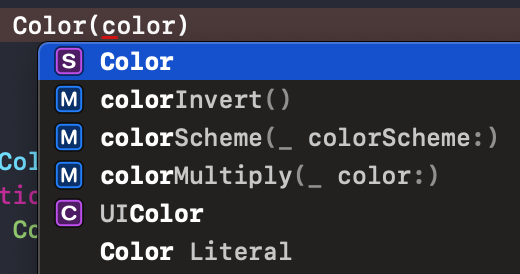 Color(color)
S Color
M colorInvert()
M colorScheme(_ colorScheme:)
M colorMultiply(_ color:)
C UIColor
Color Literal
Col
tic
Co